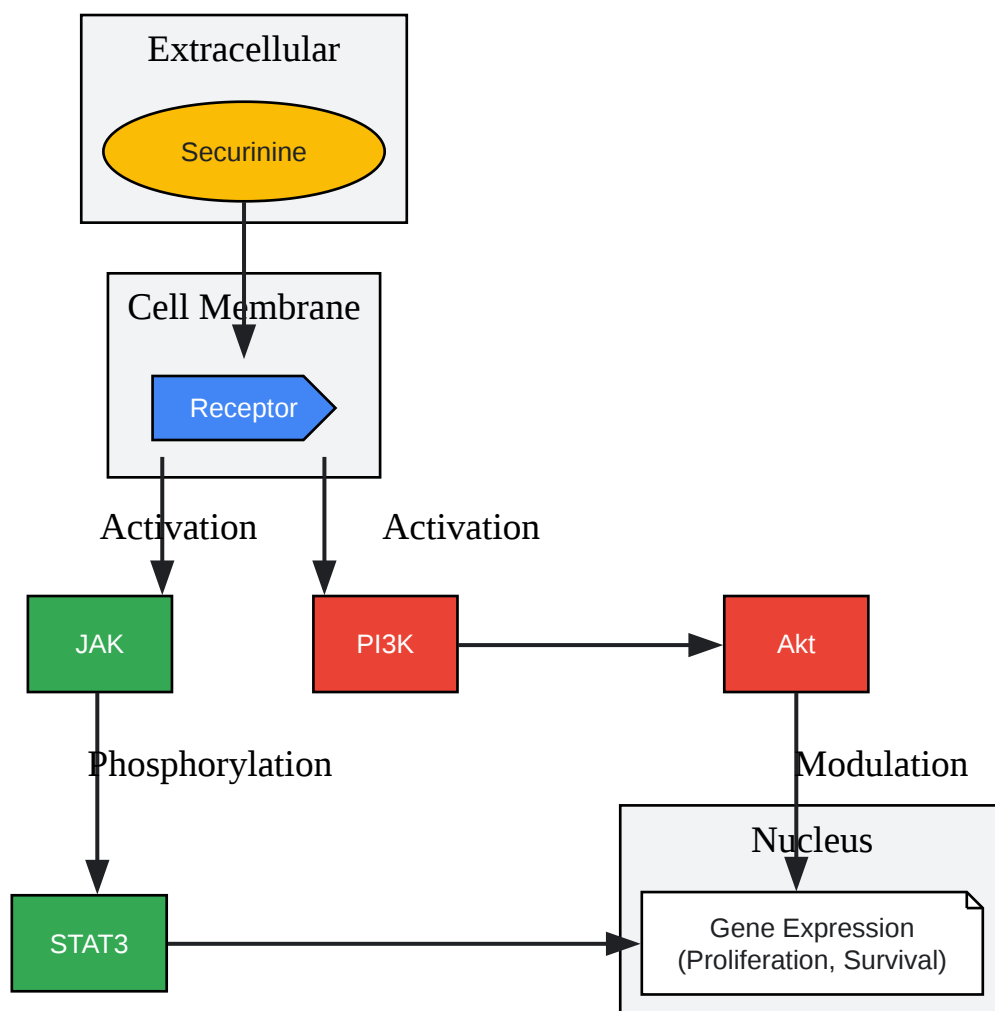 Extracellular
Securinine
Cell Membrane
Receptor
Activation
Activation
JAK
PI3K
Akt
Phosphorylation
Modulation
Nucleus
STAT3
Gene Expression
(Proliferation, Survival)